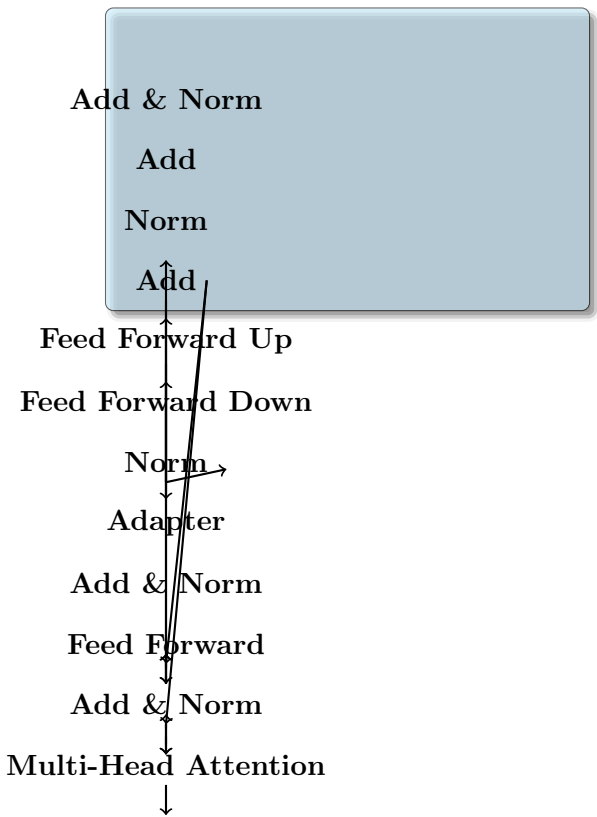 Add & Norm
Add
Norm
Add
Feed Forward Up
Feed Forward Down
Norm
Adapter
Add & Norm
Feed Forward
Add & Norm
Multi-Head Attention